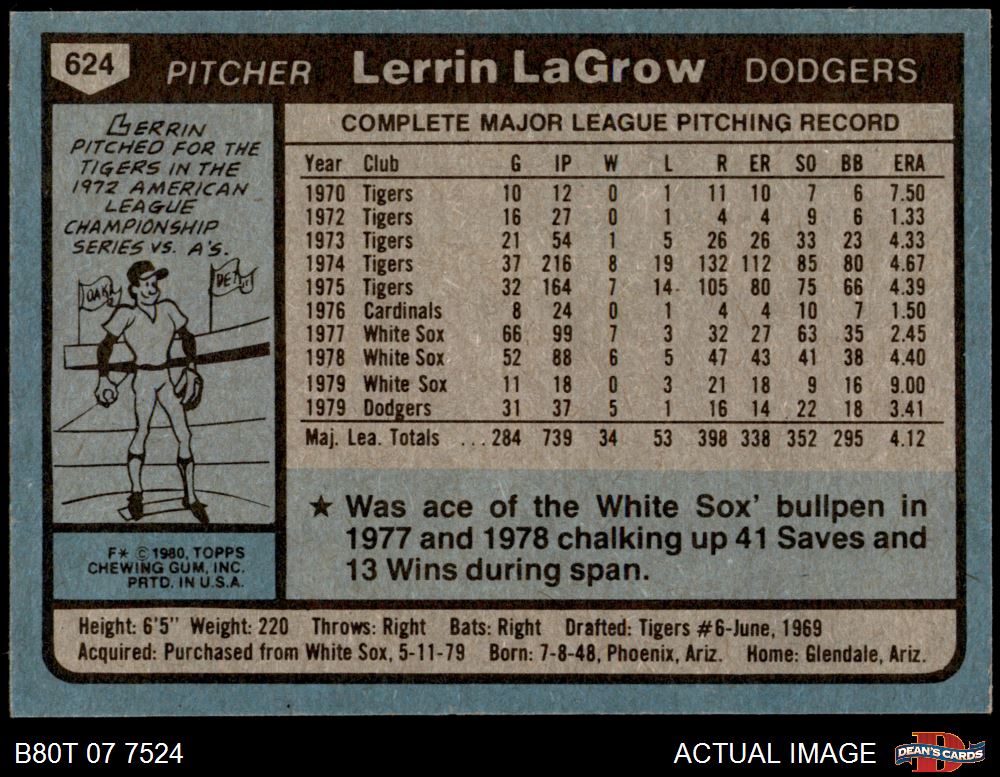 624 PITCHER Lerrin LaGrow DODGERS
LERRIN
PITCHED FOR THE
TIGERS IN THE
1972 AMERICAN
LEAGUE
CHAMPIONSHIP
SERIES VS. A'S.
OAK.
DET.
F* © 1980, TOPPS
CHEWING GUM, INC.
PRTD. IN U.S.A.
COMPLETE MAJOR LEAGUE PITCHING RECORD
Year Club G IP W L R ER SO BB ERA
1970 Tigers 10 12 0 1 11 10 7 6 7.50
1972 Tigers 16 27 0 1 4 4 9 6 1.33
1973 Tigers 21 54 1 5 26 26 33 23 4.33
1974 Tigers 37 216 8 19 132 112 85 80 4.67
1975 Tigers 32 164 7 14 105 80 75 66 4.39
1976 Cardinals 8 24 0 1 4 4 10 7 1.50
1977 White Sox 66 99 7 3 32 27 63 35 2.45
1978 White Sox 52 88 6 5 47 43 41 38 4.40
1979 White Sox 11 18 0 3 21 18 9 16 9.00
1979 Dodgers 31 37 5 1 16 14 22 18 3.41
Maj. Lea. Totals ... 284 739 34 53 398 338 352 295 4.12
★ Was ace of the White Sox' bullpen in
1977 and 1978 chalking up 41 Saves and
13 Wins during span.
Height: 6'5" Weight: 220 Throws: Right Bats: Right Drafted: Tigers #6-June, 1969
Acquired: Purchased from White Sox, 5-11-79 Born: 7-8-48, Phoenix, Ariz. Home: Glendale, Ariz.
B80T 07 7524 ACTUAL IMAGE D DEAN'S CARDS